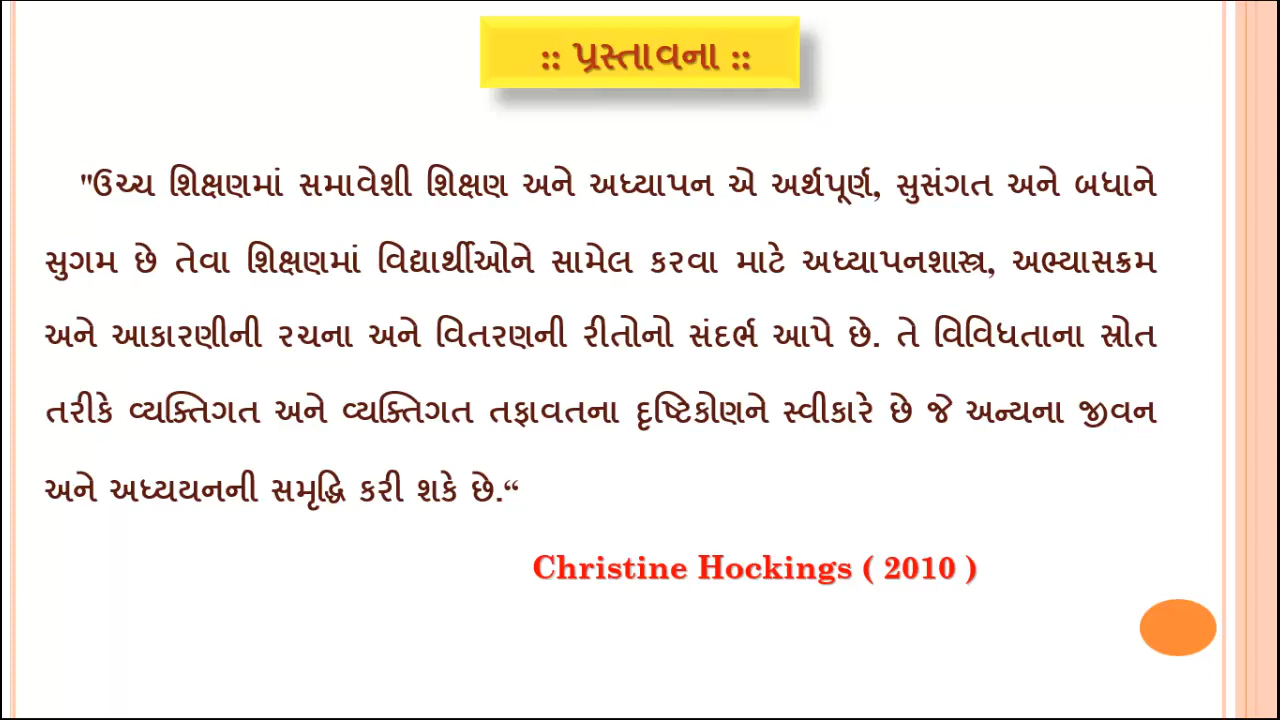 :: પ્રસ્તાવના ::
"ઉચ્ચ શિક્ષણમાં સમાવેશી શિક્ષણ અને અધ્યાપન એ અર્થપૂર્ણ, સુસંગત અને બધાને
સુગમ છે તેવા શિક્ષણમાં વિદ્યાર્થીઓને સામેલ કરવા માટે અધ્યાપનશાસ્ત્ર, અભ્યાસક્રમ
અને આકારણીની રચના અને વિતરણની રીતોનો સંદર્ભ આપે છે. તે વિવિધતાના સ્રોત
તરીકે વ્યક્તિગત અને વ્યક્તિગત તફાવતના દૃષ્ટિકોણને સ્વીકારે છે જે અન્યના જીવન
અને અધ્યયનની સમૃદ્ધિ કરી શકે છે.“
Christine Hockings ( 2010 )